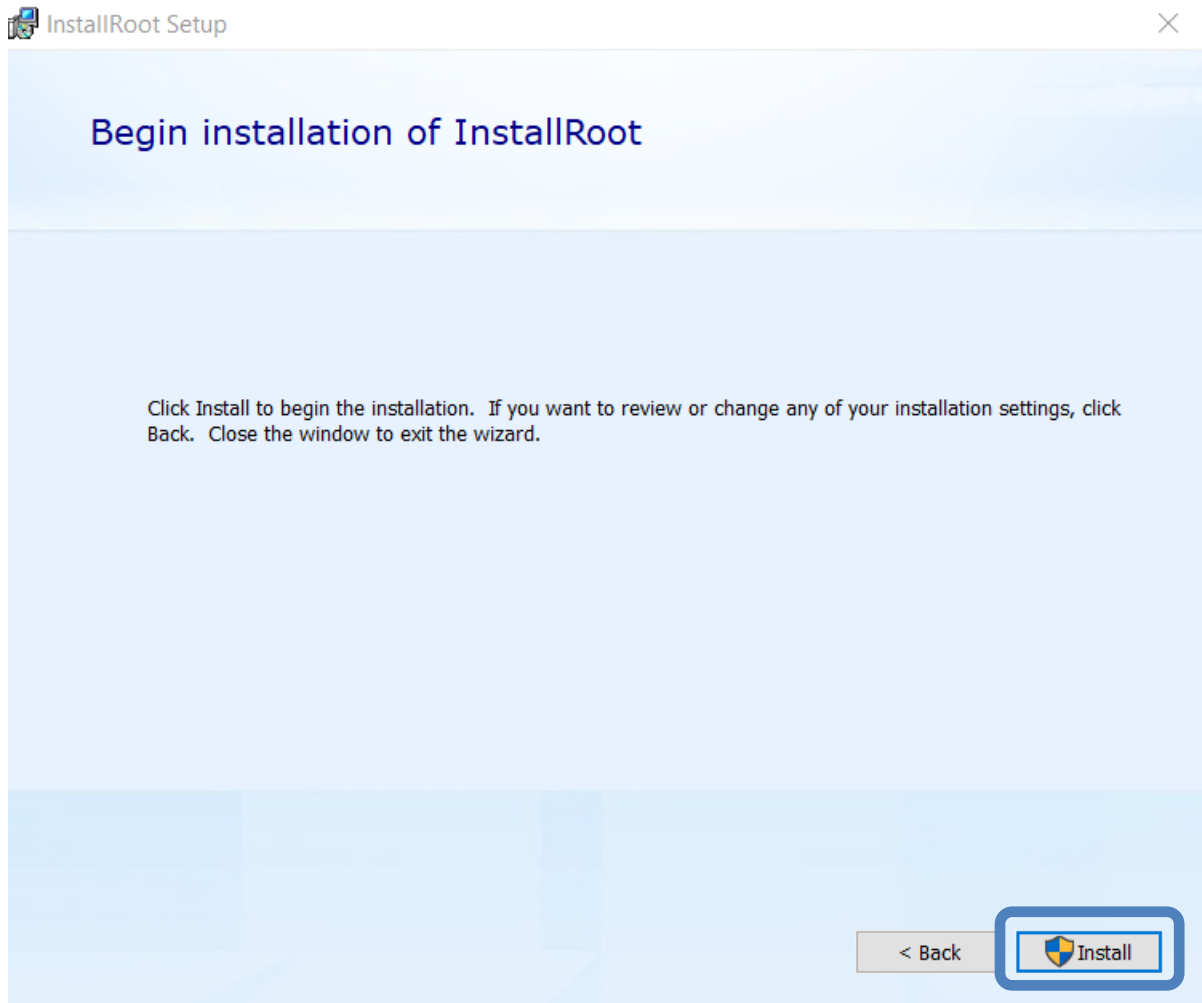 InstallRoot Setup
Begin installation of InstallRoot
Click Install to begin the installation.  If you want to review or change any of your installation settings, click
Back.  Close the window to exit the wizard.
< Back
Install